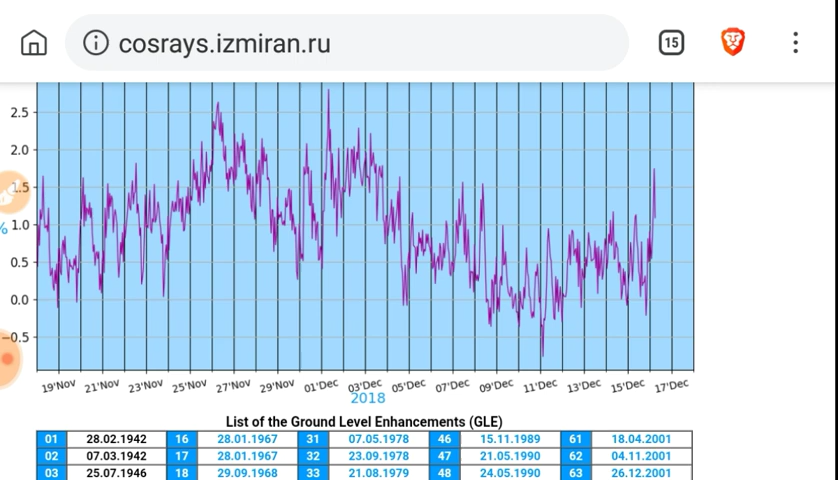 cosrays.izmiran.ru
15
2.5
2.0
1.5
%
1.0
0.5
0.0
−0.5
19'Nov 21'Nov 23'Nov 25'Nov 27'Nov 29'Nov 01'Dec 03'Dec 05'Dec 07'Dec 09'Dec 11'Dec 13'Dec 15'Dec 17'Dec
2018
List of the Ground Level Enhancements (GLE)
01 28.02.1942 16 28.01.1967 31 07.05.1978 46 15.11.1989 61 18.04.2001
02 07.03.1942 17 28.01.1967 32 23.09.1978 47 21.05.1990 62 04.11.2001
03 25.07.1946 18 29.09.1968 33 21.08.1979 48 24.05.1990 63 26.12.2001